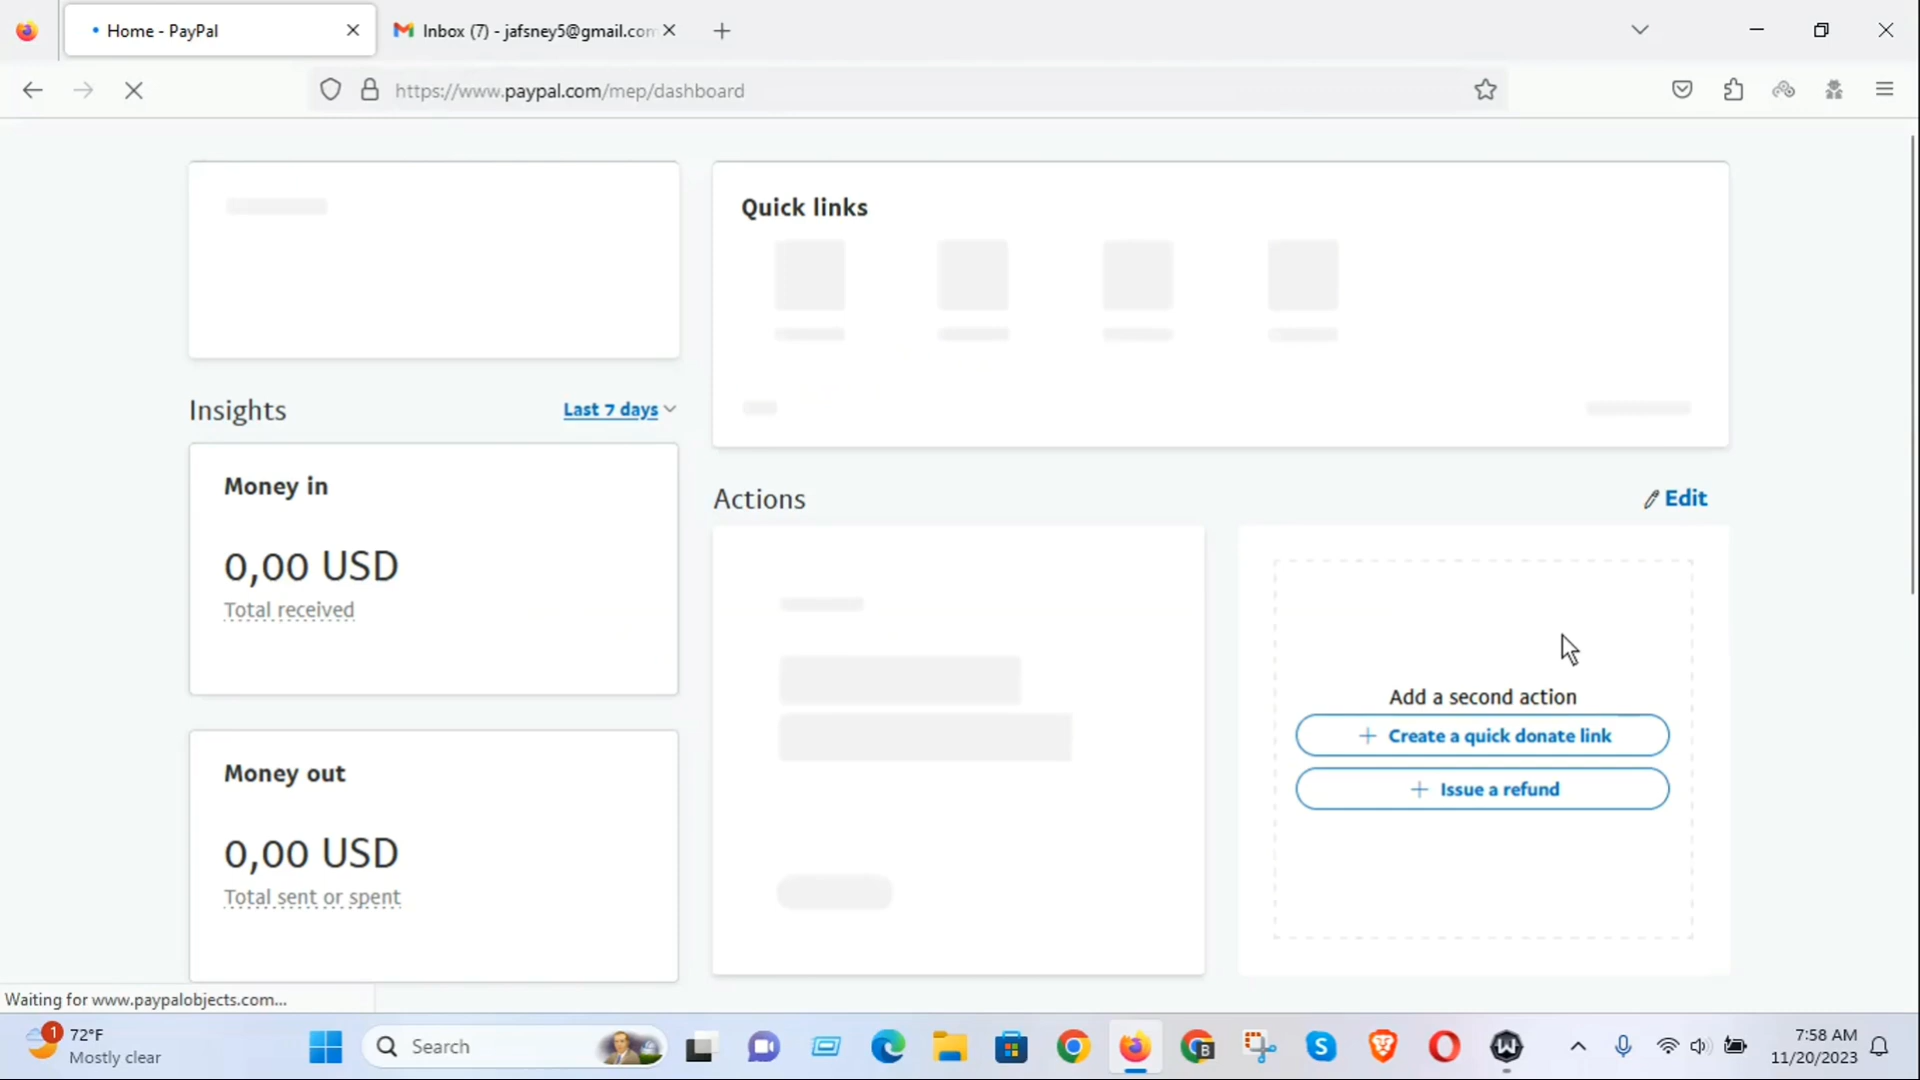 Home - PayPal
Inbox (7) - jafsney5@gmail.com
https://www.paypal.com/mep/dashboard
Quick links
Insights
Last 7 days
Money in
0,00 USD
Total received
Actions
Edit
Add a second action
Create a quick donate link
Issue a refund
Money out
0,00 USD
Total sent or spent
Waiting for www.paypalobjects.com...
1
72°F
Mostly clear
Search
7:58 AM
11/20/2023